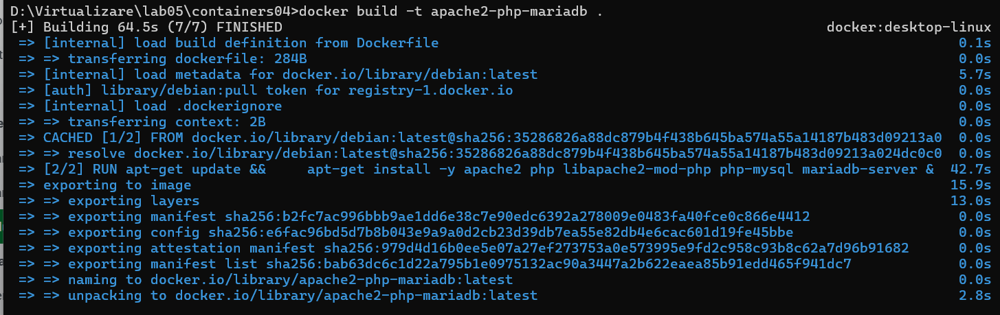 D:\Virtualizare\lab05\containers04>docker build -t apache2-php-mariadb .
[+] Building 64.5s (7/7) FINISHED docker:desktop-linux
=> [internal] load build definition from Dockerfile 0.1s
=> => transferring dockerfile: 284B 0.0s
=> [internal] load metadata for docker.io/library/debian:latest 5.7s
=> [auth] library/debian:pull token for registry-1.docker.io 0.0s
=> [internal] load .dockerignore 0.0s
=> => transferring context: 2B 0.0s
=> CACHED [1/2] FROM docker.io/library/debian:latest@sha256:35286826a88dc879b4f438b645ba574a55a14187b483d09213a0 0.0s
=> => resolve docker.io/library/debian:latest@sha256:35286826a88dc879b4f438b645ba574a55a14187b483d09213a024dc0c0 0.0s
=> [2/2] RUN apt-get update &&     apt-get install -y apache2 php libapache2-mod-php php-mysql mariadb-server & 42.7s
=> exporting to image 15.9s
=> => exporting layers 13.0s
=> => exporting manifest sha256:b2fc7ac996bbb9ae1dd6e38c7e90edc6392a278009e0483fa40fce0c866e4412 0.0s
=> => exporting config sha256:e6fac96bd5d7b8b043e9a9a0d2cb23d39db7ea55e82db4e6cac601d19fe45bbe 0.0s
=> => exporting attestation manifest sha256:979d4d16b0ee5e07a27ef273753a0e573995e9fd2c958c93b8c62a7d96b91682 0.0s
=> => exporting manifest list sha256:bab63dc6c1d22a795b1e0975132ac90a3447a2b622eaea85b91edd465f941dc7 0.0s
=> => naming to docker.io/library/apache2-php-mariadb:latest 0.0s
=> => unpacking to docker.io/library/apache2-php-mariadb:latest 2.8s